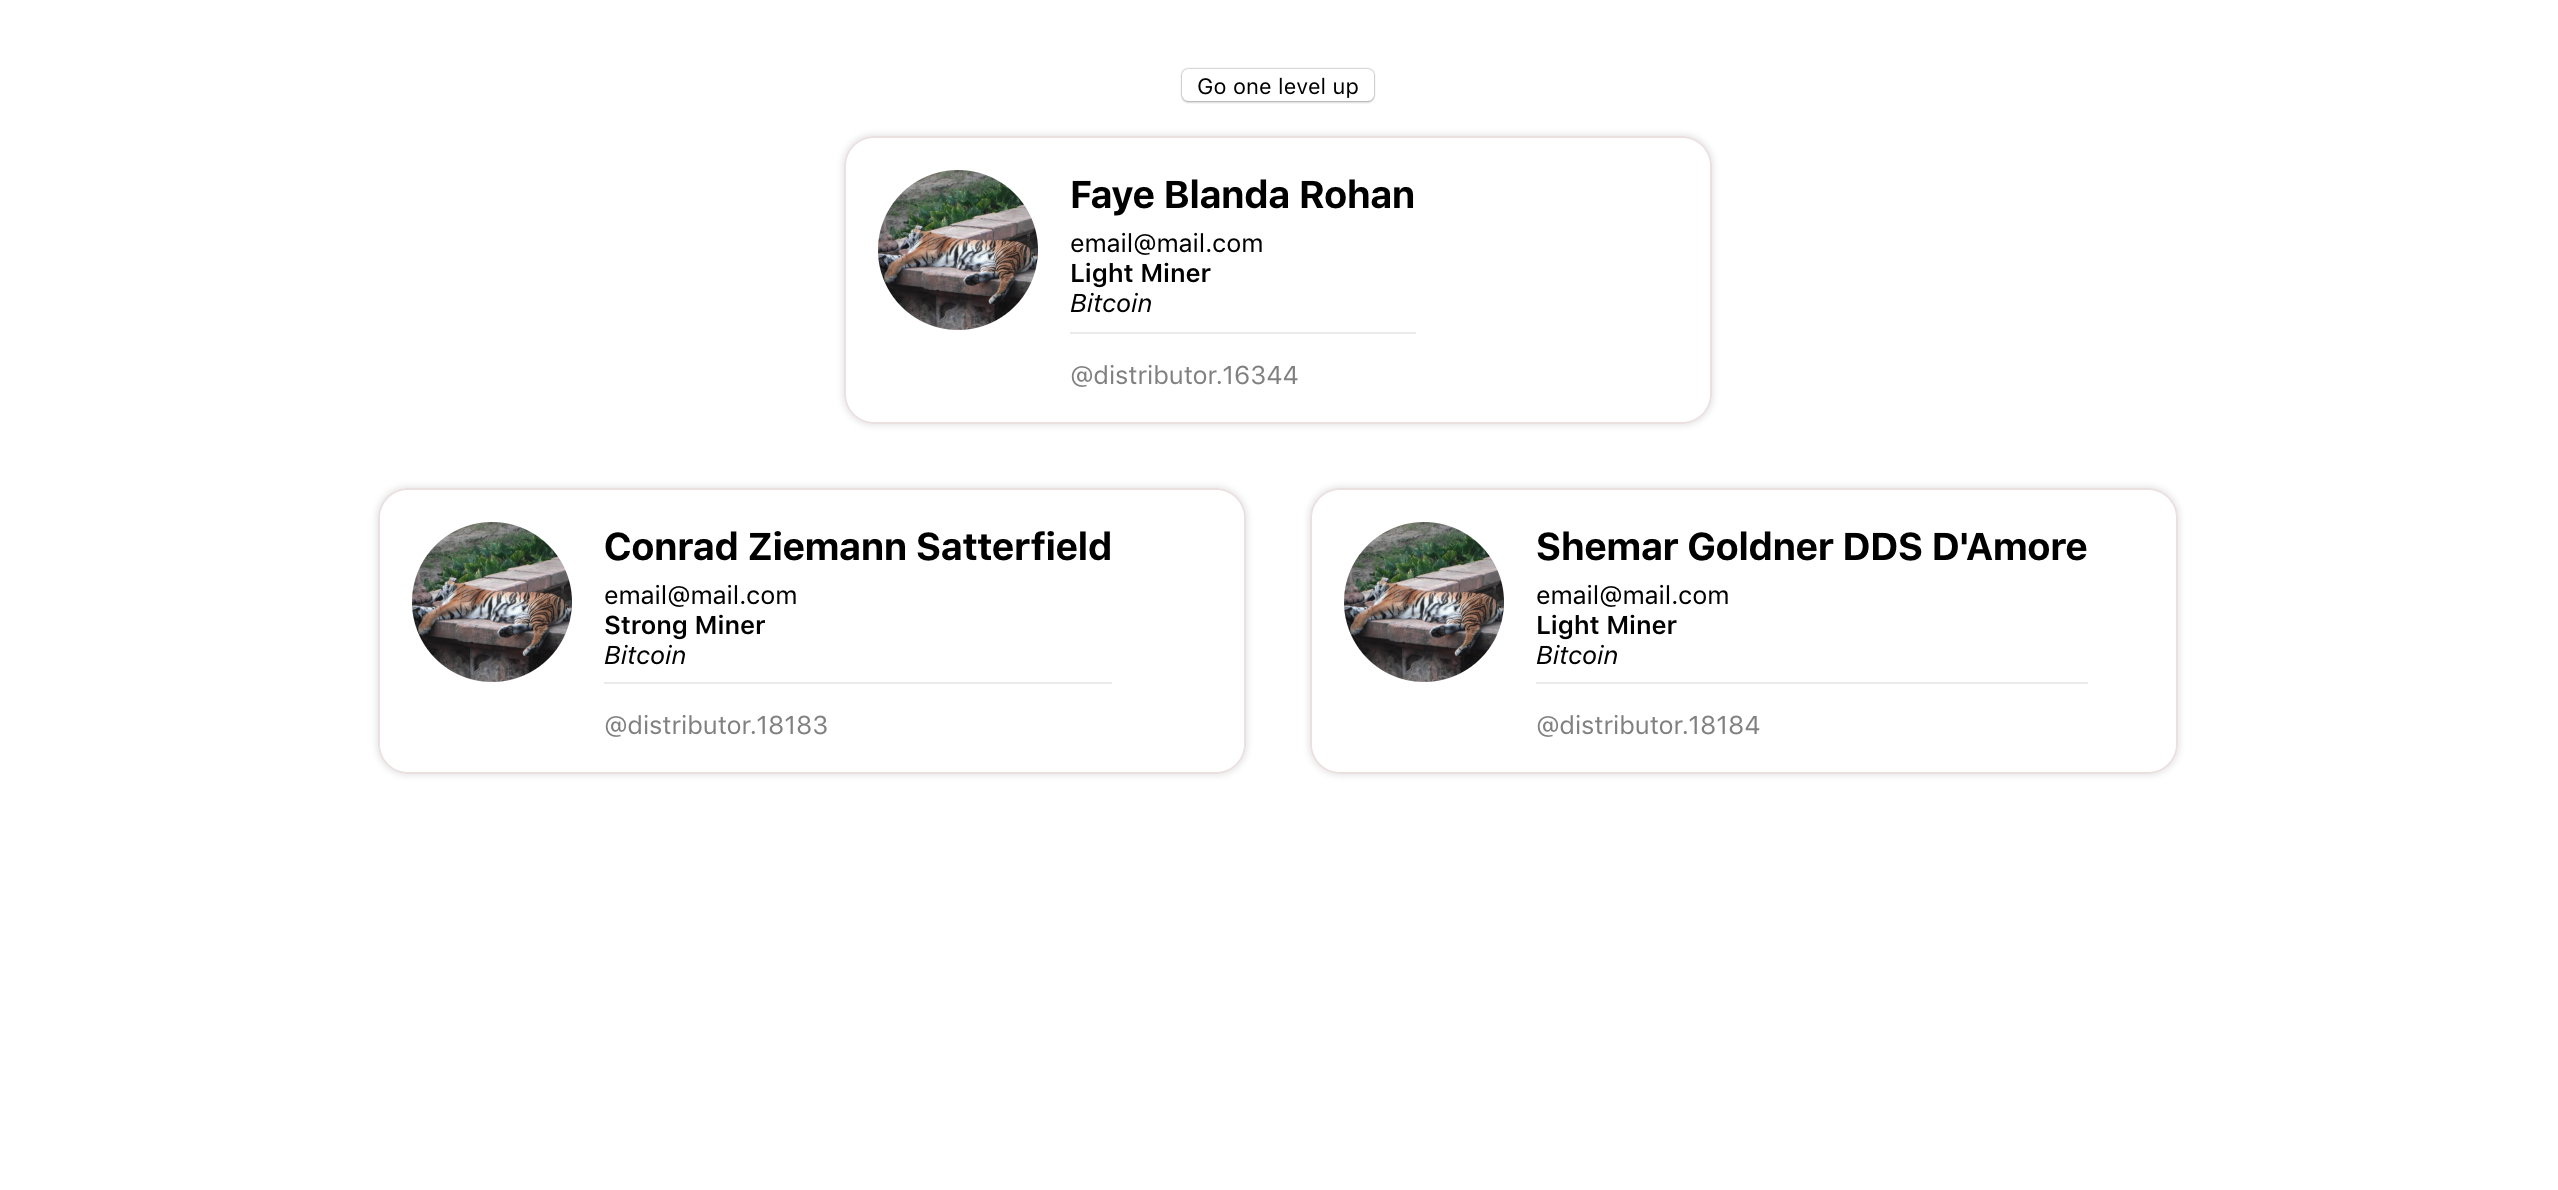 Go one level up
Faye Blanda Rohan
email@mail.com
Light Miner
Bitcoin
@distributor.16344
Conrad Ziemann Satterfield
email@mail.com
Strong Miner
Bitcoin
@distributor.18183
Shemar Goldner DDS D'Amore
email@mail.com
Light Miner
Bitcoin
@distributor.18184